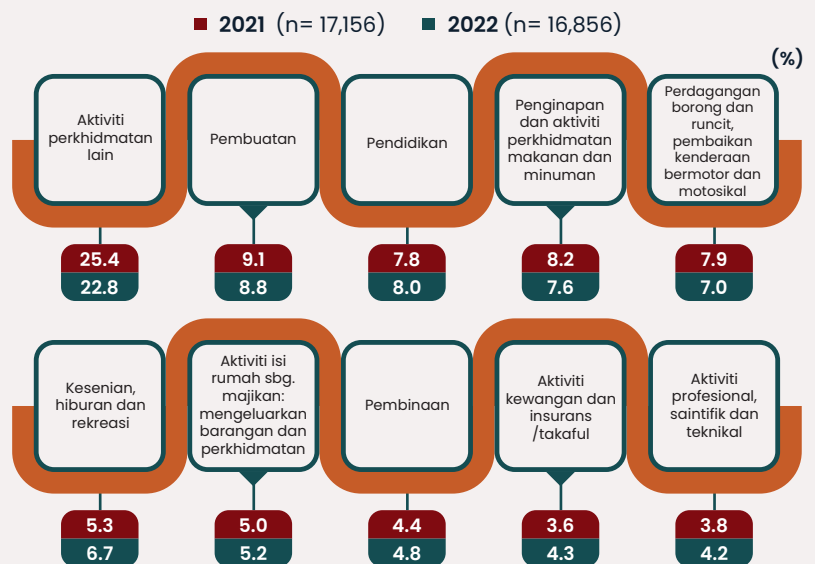 2021 (n= 17,156) 2022 (n= 16,856)
(%)
Aktiviti
perkhidmatan
lain
Pembuatan
Pendidikan
Penginapan
dan aktiviti
perkhidmatan
makanan dan
minuman
Perdagangan
borong dan
runcit,
pembaikan
kenderaan
bermotor dan
motosikal
25.4
22.8
9.1
8.8
7.8
8.0
8.2
7.6
7.9
7.0
Kesenian,
hiburan dan
rekreasi
Aktiviti isi
rumah sbg.
majikan:
mengeluarkan
barangan dan
perkhidmatan
Pembinaan
Aktiviti
kewangan dan
insurans
/takaful
Aktiviti
profesional,
saintifik dan
teknikal
5.3
6.7
5.0
5.2
4.4
4.8
3.6
4.3
3.8
4.2